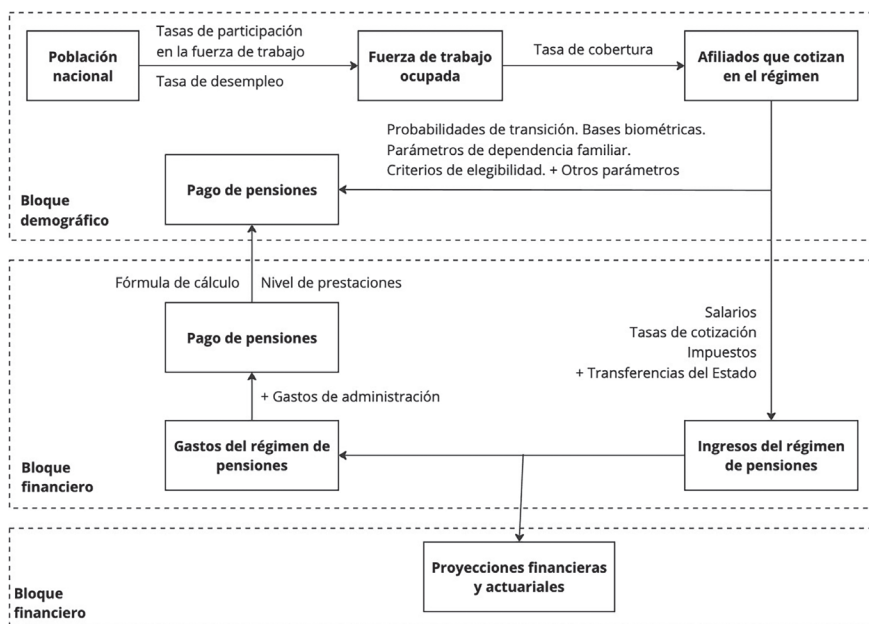 Población
nacional
Tasas de participación
en la fuerza de trabajo
Tasa de desempleo
Fuerza de trabajo
ocupada
Tasa de cobertura
Afiliados que cotizan
en el régimen
Probabilidades de transición. Bases biométricas.
Parámetros de dependencia familiar.
Criterios de elegibilidad. + Otros parámetros
Pago de pensiones
Bloque
demográfico
Fórmula de cálculo
Nivel de prestaciones
Pago de pensiones
Salarios
Tasas de cotización
Impuestos
+ Transferencias del Estado
+ Gastos de administración
Gastos del régimen de
pensiones
Ingresos del régimen
de pensiones
Bloque
financiero
Proyecciones financieras
y actuariales
Bloque
financiero